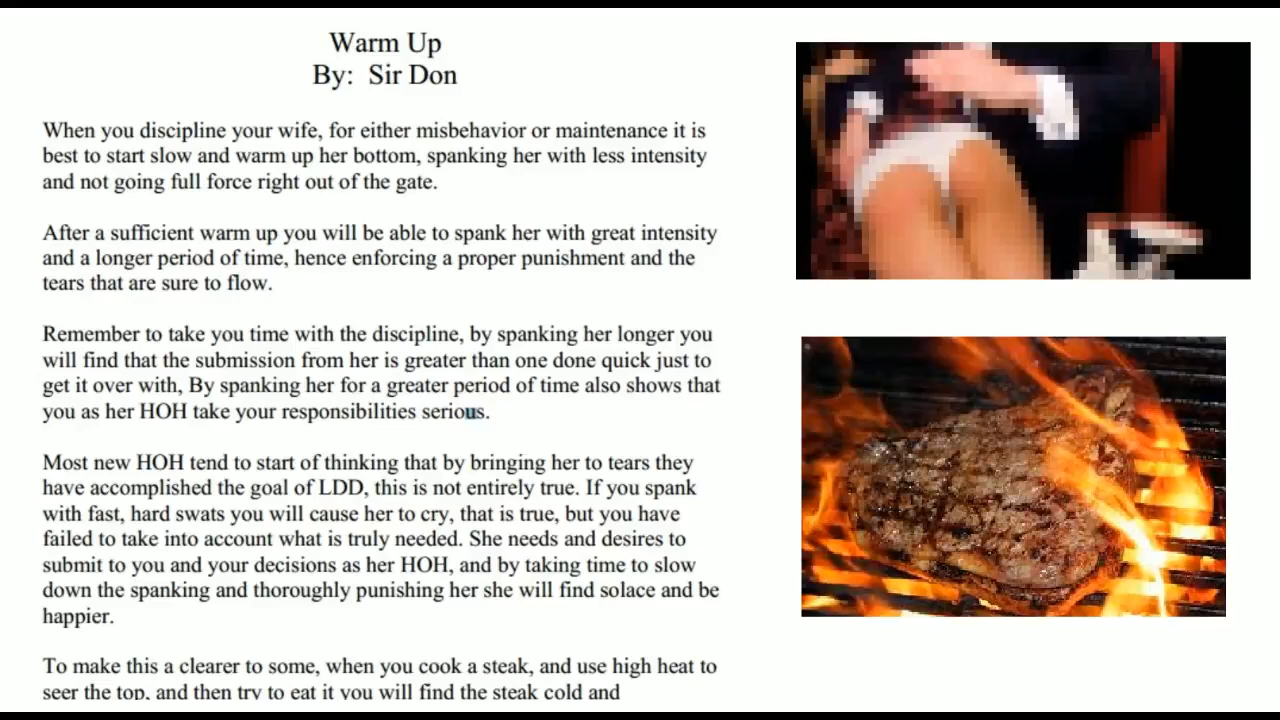 Warm Up
By: Sir Don
When you discipline your wife, for either misbehavior or maintenance it is
best to start slow and warm up her bottom, spanking her with less intensity
and not going full force right out of the gate.
After a sufficient warm up you will be able to spank her with great intensity
and a longer period of time, hence enforcing a proper punishment and the
tears that are sure to flow.
Remember to take you time with the discipline, by spanking her longer you
will find that the submission from her is greater than one done quick just to
get it over with, By spanking her for a greater period of time also shows that
you as her HOH take your responsibilities serious.
Most new HOH tend to start of thinking that by bringing her to tears they
have accomplished the goal of LDD, this is not entirely true. If you spank
with fast, hard swats you will cause her to cry, that is true, but you have
failed to take into account what is truly needed. She needs and desires to
submit to you and your decisions as her HOH, and by taking time to slow
down the spanking and thoroughly punishing her she will find solace and be
happier.
To make this a clearer to some, when you cook a steak, and use high heat to
seer the top, and then try to eat it you will find the steak cold and